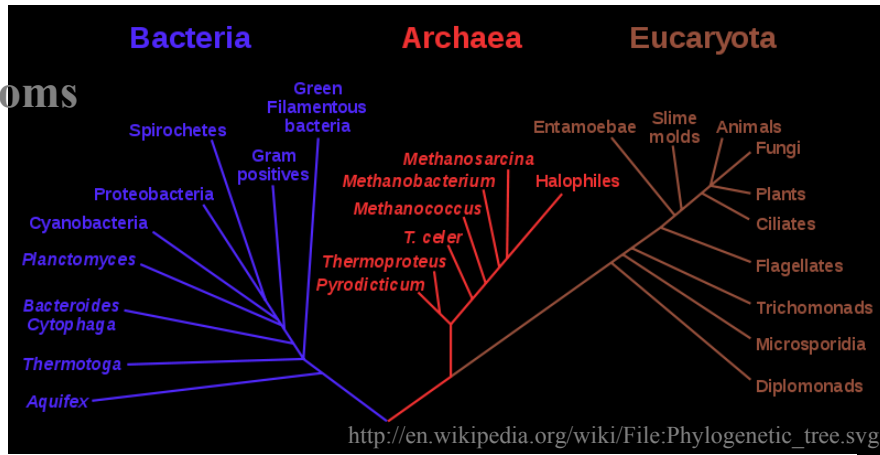 Bacteria
Archaea
Eucaryota
oms
Green
Filamentous
bacteria
Spirochetes
Gram
positives
Proteobacteria
Cyanobacteria
Planctomyces
Bacteroides
Cytophaga
Thermotoga
Aquifex
Methanosarcina
Methanobacterium
Halophiles
Methanococcus
T. celer
Thermoproteus
Pyrodicticum
Entamoebae
Slime
molds
Animals
Fungi
Plants
Ciliates
Flagellates
Trichomonads
Microsporidia
Diplomonads
http://en.wikipedia.org/wiki/File:Phylogenetic_tree.svg